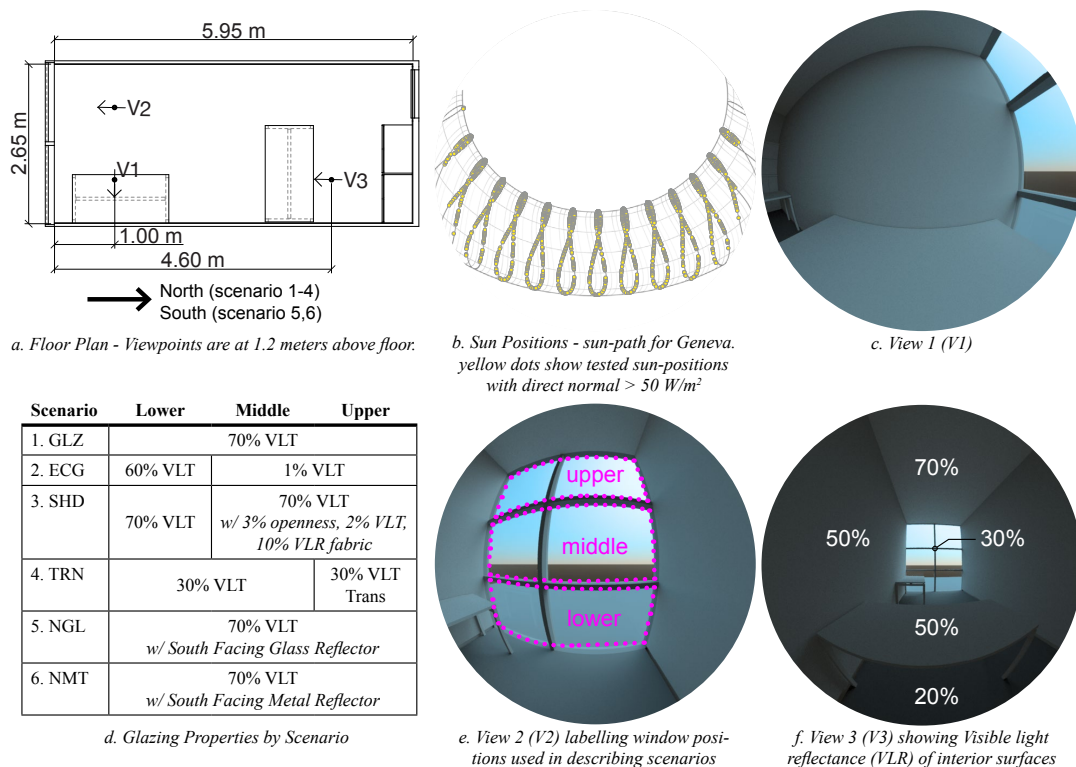 5.95 m
2.65 m
V2
V1
V3
1.00 m
4.60 m
North (scenario 1-4)
South (scenario 5,6)
a. Floor Plan - Viewpoints are at 1.2 meters above floor.
b. Sun Positions - sun-path for Geneva.
yellow dots show tested sun-positions
with direct normal > 50 W/m²
c. View 1 (V1)
Scenario Lower Middle Upper
1. GLZ 70% VLT
2. ECG 60% VLT 1% VLT
3. SHD 70% VLT 70% VLT
w/ 3% openness, 2% VLT,
10% VLR fabric
4. TRN 30% VLT 30% VLT
Trans
5. NGL 70% VLT
w/ South Facing Glass Reflector
6. NMT 70% VLT
w/ South Facing Metal Reflector
d. Glazing Properties by Scenario
upper
middle
lower
e. View 2 (V2) labelling window posi-
tions used in describing scenarios
70%
50%
30%
50%
20%
f. View 3 (V3) showing Visible light
reflectance (VLR) of interior surfaces